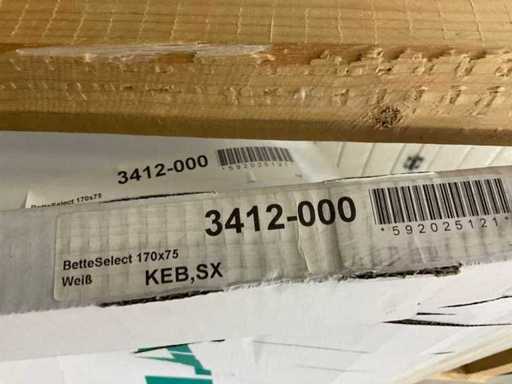 3412-000
*592025121*
BetteSelect 170x75
3412-000
*592025121*
BetteSelect 170x75
Weiß
KEB,SX